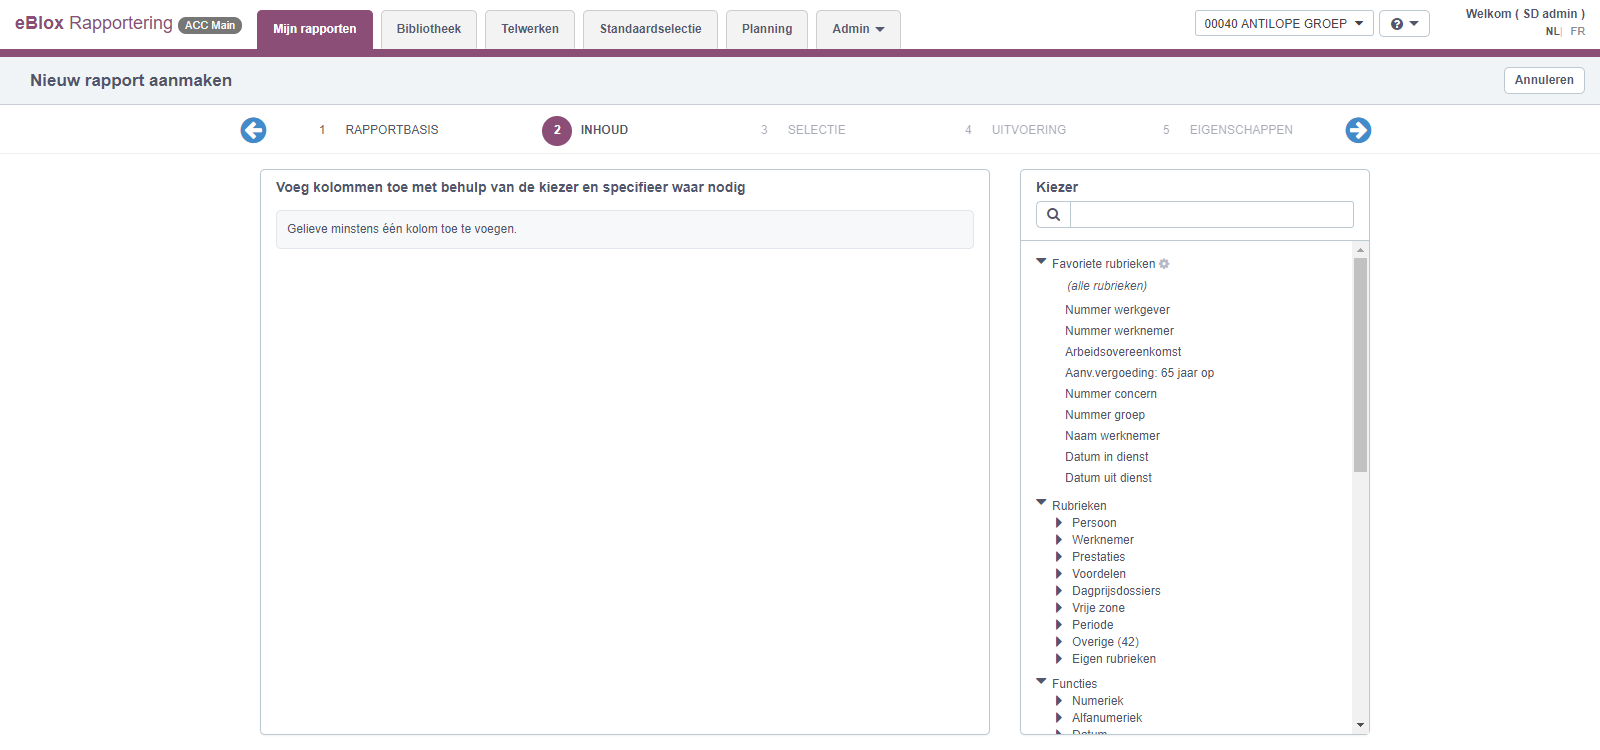 eBlox Rapportering ACC Main
Mijn rapporten
Bibliotheek
Telwerken
Standaardselectie
Planning
Admin
00040 ANTILOPE GROEP
Welkom ( SD admin )
NL| FR
Nieuw rapport aanmaken
Annuleren
1 RAPPORTBASIS
2 INHOUD
3 SELECTIE
4 UITVOERING
5 EIGENSCHAPPEN
Voeg kolommen toe met behulp van de kiezer en specifieer waar nodig
Gelieve minstens één kolom toe te voegen.
Kiezer
Favoriete rubrieken
(alle rubrieken)
Nummer werkgever
Nummer werknemer
Arbeidsovereenkomst
Aanv.vergoeding: 65 jaar op
Nummer concern
Nummer groep
Naam werknemer
Datum in dienst
Datum uit dienst
Rubrieken
Persoon
Werknemer
Prestaties
Voordelen
Dagprijsdossiers
Vrije zone
Periode
Overige (42)
Eigen rubrieken
Functies
Numeriek
Alfanumeriek
Datum